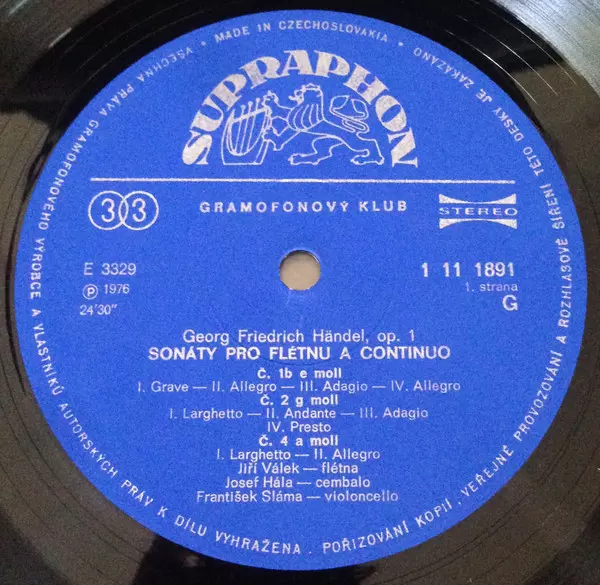 SUPRAPHON
33
GRAMOFONOVÝ KLUB
STEREO
E 3329
℗ 1976
24′30″
1 11 1891
1. strana
G
Georg Friedrich Händel, op. 1
SONÁTY PRO FLÉTNU A CONTINUO
Č. 1b e moll
I. Grave — II. Allegro — III. Adagio — IV. Allegro
Č. 2 g moll
I. Larghetto — II. Andante — III. Adagio
IV. Presto
Č. 4 a moll
I. Larghetto — II. Allegro
Jiří Válek — flétna
Josef Hála — cembalo
František Sláma — violoncello
MADE IN CZECHOSLOVAKIA • VŠECHNA PRÁVA GRAMOFONOVÉHO VÝROBCE A VLASTNÍKŮ AUTORSKÝCH PRÁV K DÍLU VYHRAŽENA . POŘIZOVÁNÍ KOPIÍ . VEŘEJNÉ PROVOZOVÁNÍ A ROZHLASOVÉ ŠÍŘENÍ TÉTO DESKY JE ZAKÁZÁNO